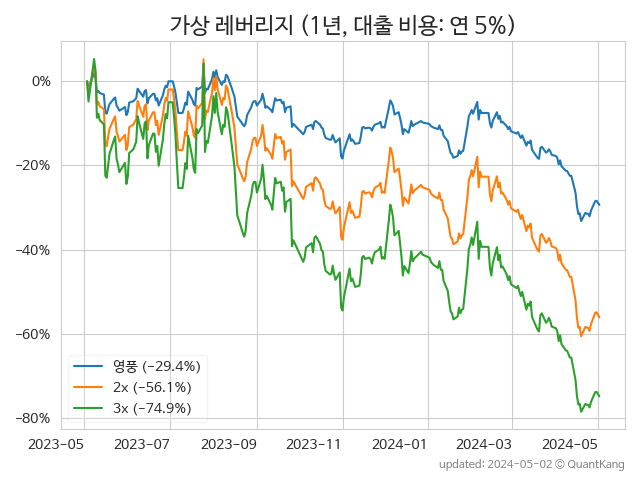 가상 레버리지 (1년, 대출 비용: 연 5%)
0%
−20%
−40%
−60%
−80%
영풍 (−29.4%)
2x (−56.1%)
3x (−74.9%)
2023-05
2023-07
2023-09
2023-11
2024-01
2024-03
2024-05
updated: 2024-05-02 © QuantKang